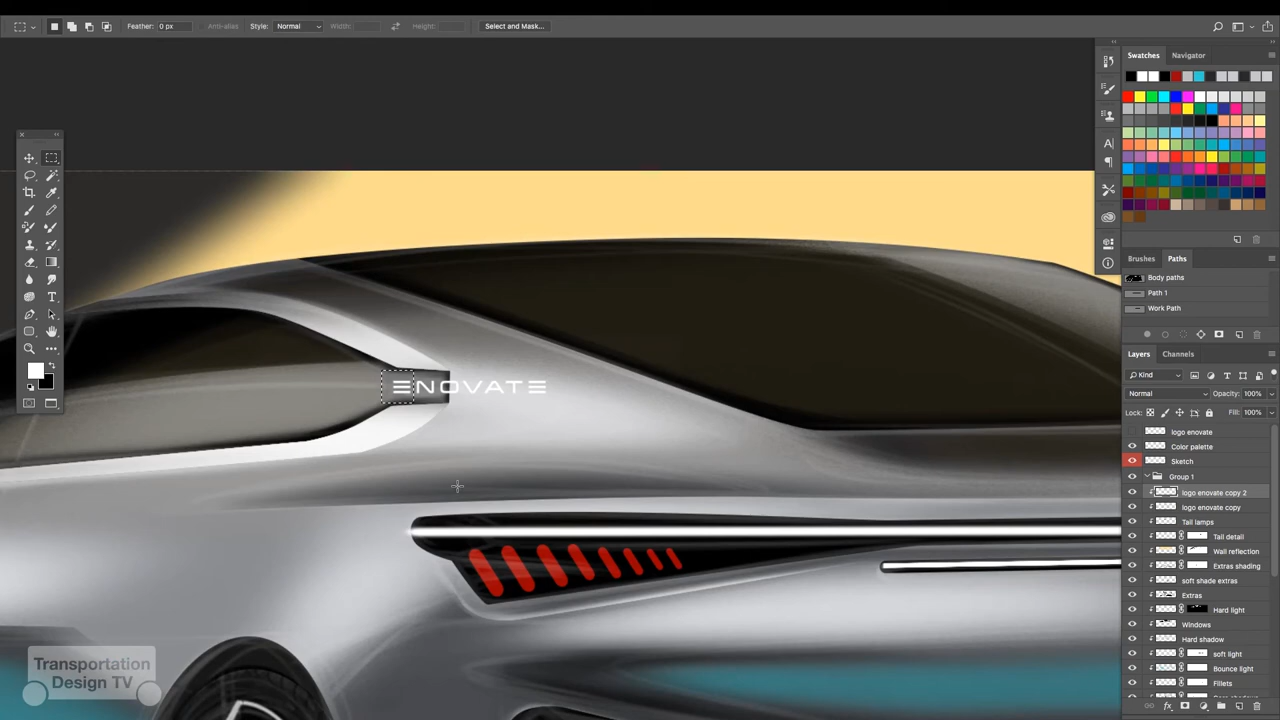 Feather: 0 px
Anti-alias
Style: Normal
Width:
Height:
Select and Mask...
Swatches
Navigator
Brushes
Paths
Body paths
Path 1
Work Path
Layers
Channels
Kind
Normal
Opacity: 100%
Lock:
Fill: 100%
logo enovate
Color palette
Sketch
Group 1
logo enovate copy 2
logo enovate copy
Tail lamps
Tail detail
Wall reflection
Extras shading
soft shade extras
Extras
Hard light
Windows
Hard shadow
soft light
Bounce light
Fillets
ENOVATE
Transportation
Design TV